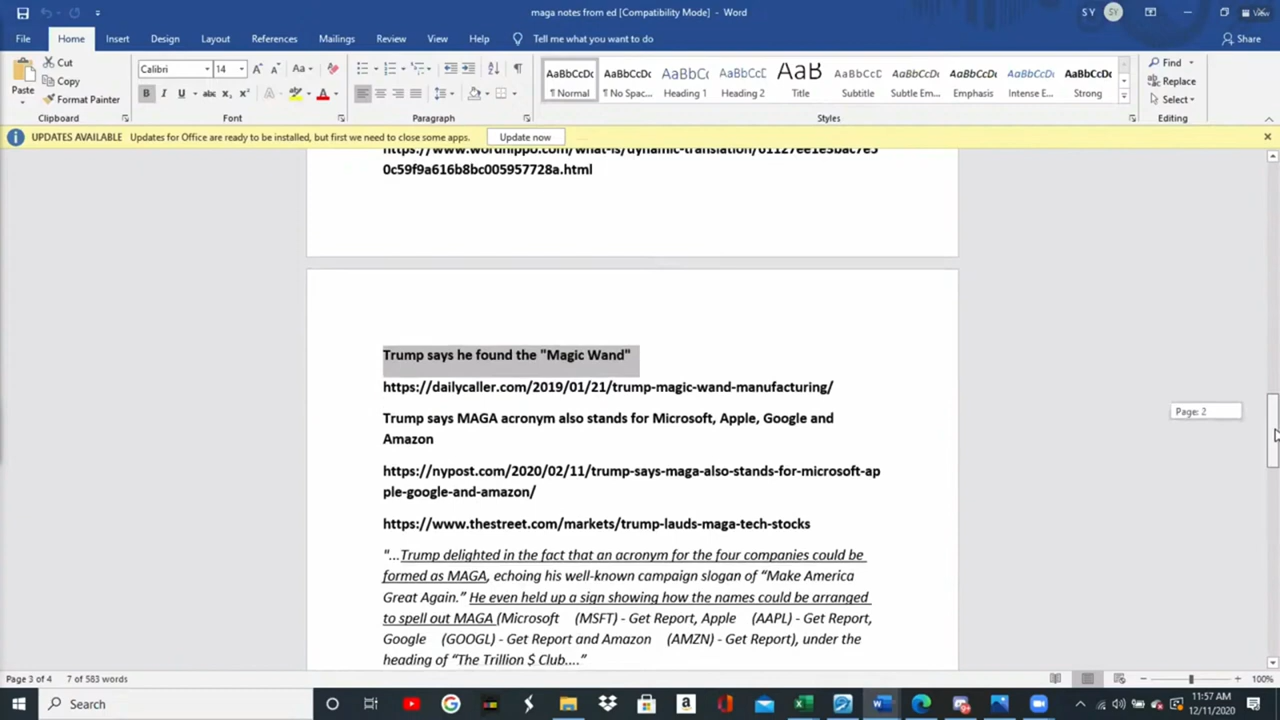 maga notes from ed [Compatibility Mode] - Word
S Y
SY
View
File
Home
Insert
Design
Layout
References
Mailings
Review
View
Help
Tell me what you want to do
Share
Paste
Cut
Copy
Format Painter
Clipboard
Calibri
14
Font
Paragraph
AaBbCcDc
¶ Normal
AaBbCcDc
¶ No Spac...
AaBbC
Heading 1
AaBbCcD
Heading 2
AaB
Title
AaBbCcD
Subtitle
AaBbCcDc
Subtle Em...
AaBbCcDc
Emphasis
AaBbCcDc
Intense E...
AaBbCcDc
Strong
Styles
Find
Replace
Select
Editing
UPDATES AVAILABLE Updates for Office are ready to be installed, but first we need to close some apps.
Update now
0c59f9a616b8bc005957728a.html
Trump says he found the "Magic Wand"
https://dailycaller.com/2019/01/21/trump-magic-wand-manufacturing/
Trump says MAGA acronym also stands for Microsoft, Apple, Google and
Amazon
https://nypost.com/2020/02/11/trump-says-maga-also-stands-for-microsoft-ap
ple-google-and-amazon/
https://www.thestreet.com/markets/trump-lauds-maga-tech-stocks
"...Trump delighted in the fact that an acronym for the four companies could be
formed as MAGA, echoing his well-known campaign slogan of “Make America
Great Again.” He even held up a sign showing how the names could be arranged
to spell out MAGA (Microsoft (MSFT) - Get Report, Apple (AAPL) - Get Report,
Google (GOOGL) - Get Report and Amazon (AMZN) - Get Report), under the
heading of “The Trillion $ Club....”
Page: 2
Page 3 of 4
7 of 583 words
100%
Search
11:57 AM
12/11/2020